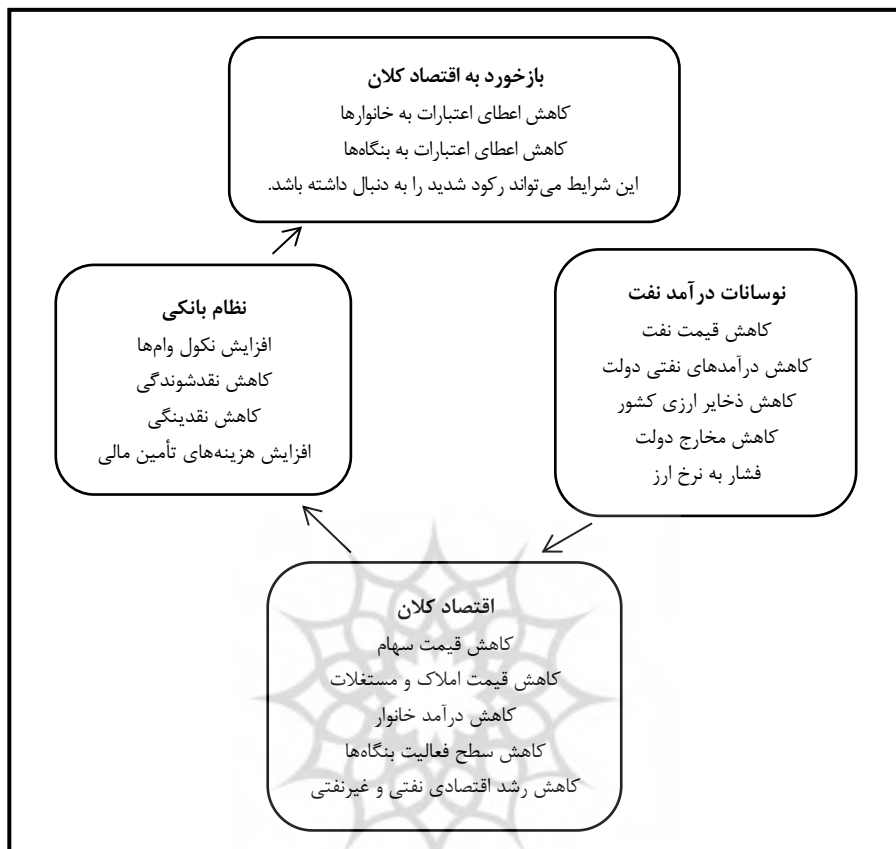 بازخورد به اقتصاد کلان
کاهش اعطای اعتبارات به خانوارها
کاهش اعطای اعتبارات به بنگاه‌ها
این شرایط می‌تواند رکود شدید را به دنبال داشته باشد.
نوسانات درآمد نفت
کاهش قیمت نفت
کاهش درآمدهای نفتی دولت
کاهش ذخایر ارزی کشور
کاهش مخارج دولت
فشار به نرخ ارز
نظام بانکی
افزایش نکول وام‌ها
کاهش نقدشوندگی
کاهش نقدینگی
افزایش هزینه‌های تأمین مالی
اقتصاد کلان
کاهش قیمت سهام
کاهش قیمت املاک و مستغلات
کاهش درآمد خانوار
کاهش سطح فعالیت بنگاه‌ها
کاهش رشد اقتصادی نفتی و غیرنفتی